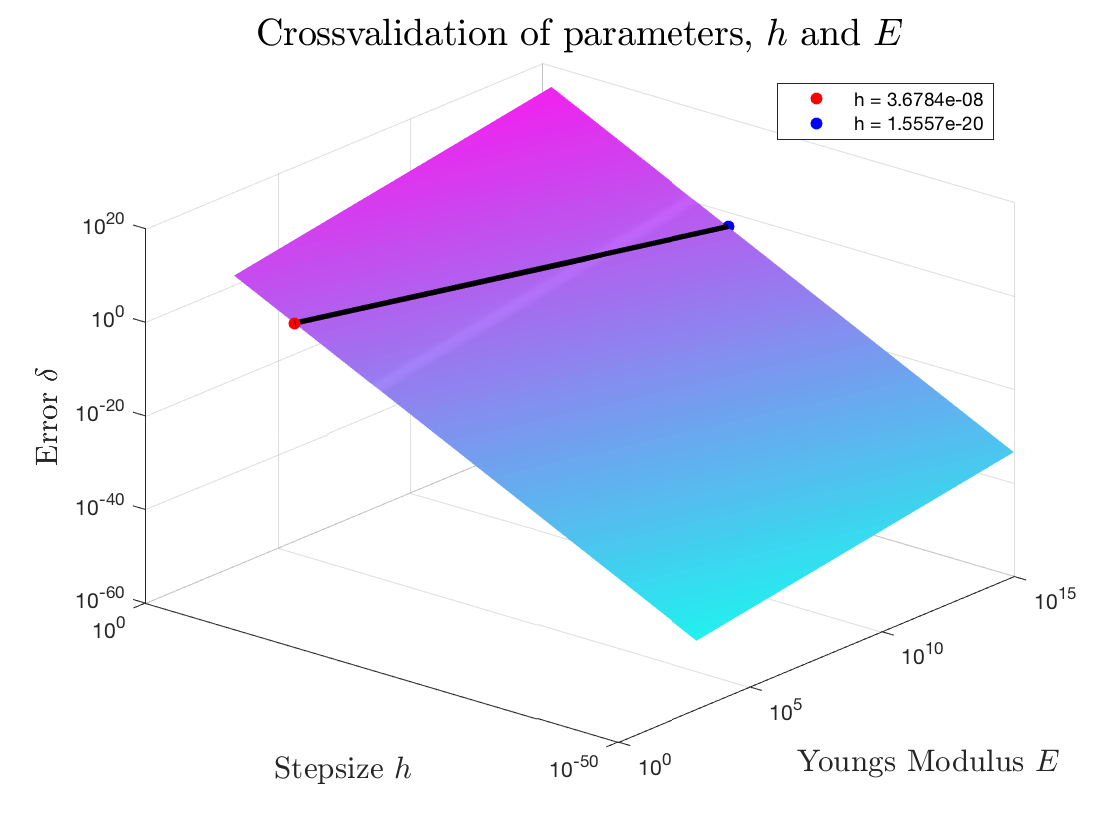 Crossvalidation of parameters, h and E
h = 3.6784e-08
h = 1.5557e-20
10^20
10^0
10^-20
10^-40
10^-60
Error δ
10^0
10^-50
Stepsize h
10^0
10^5
10^10
10^15
Youngs Modulus E